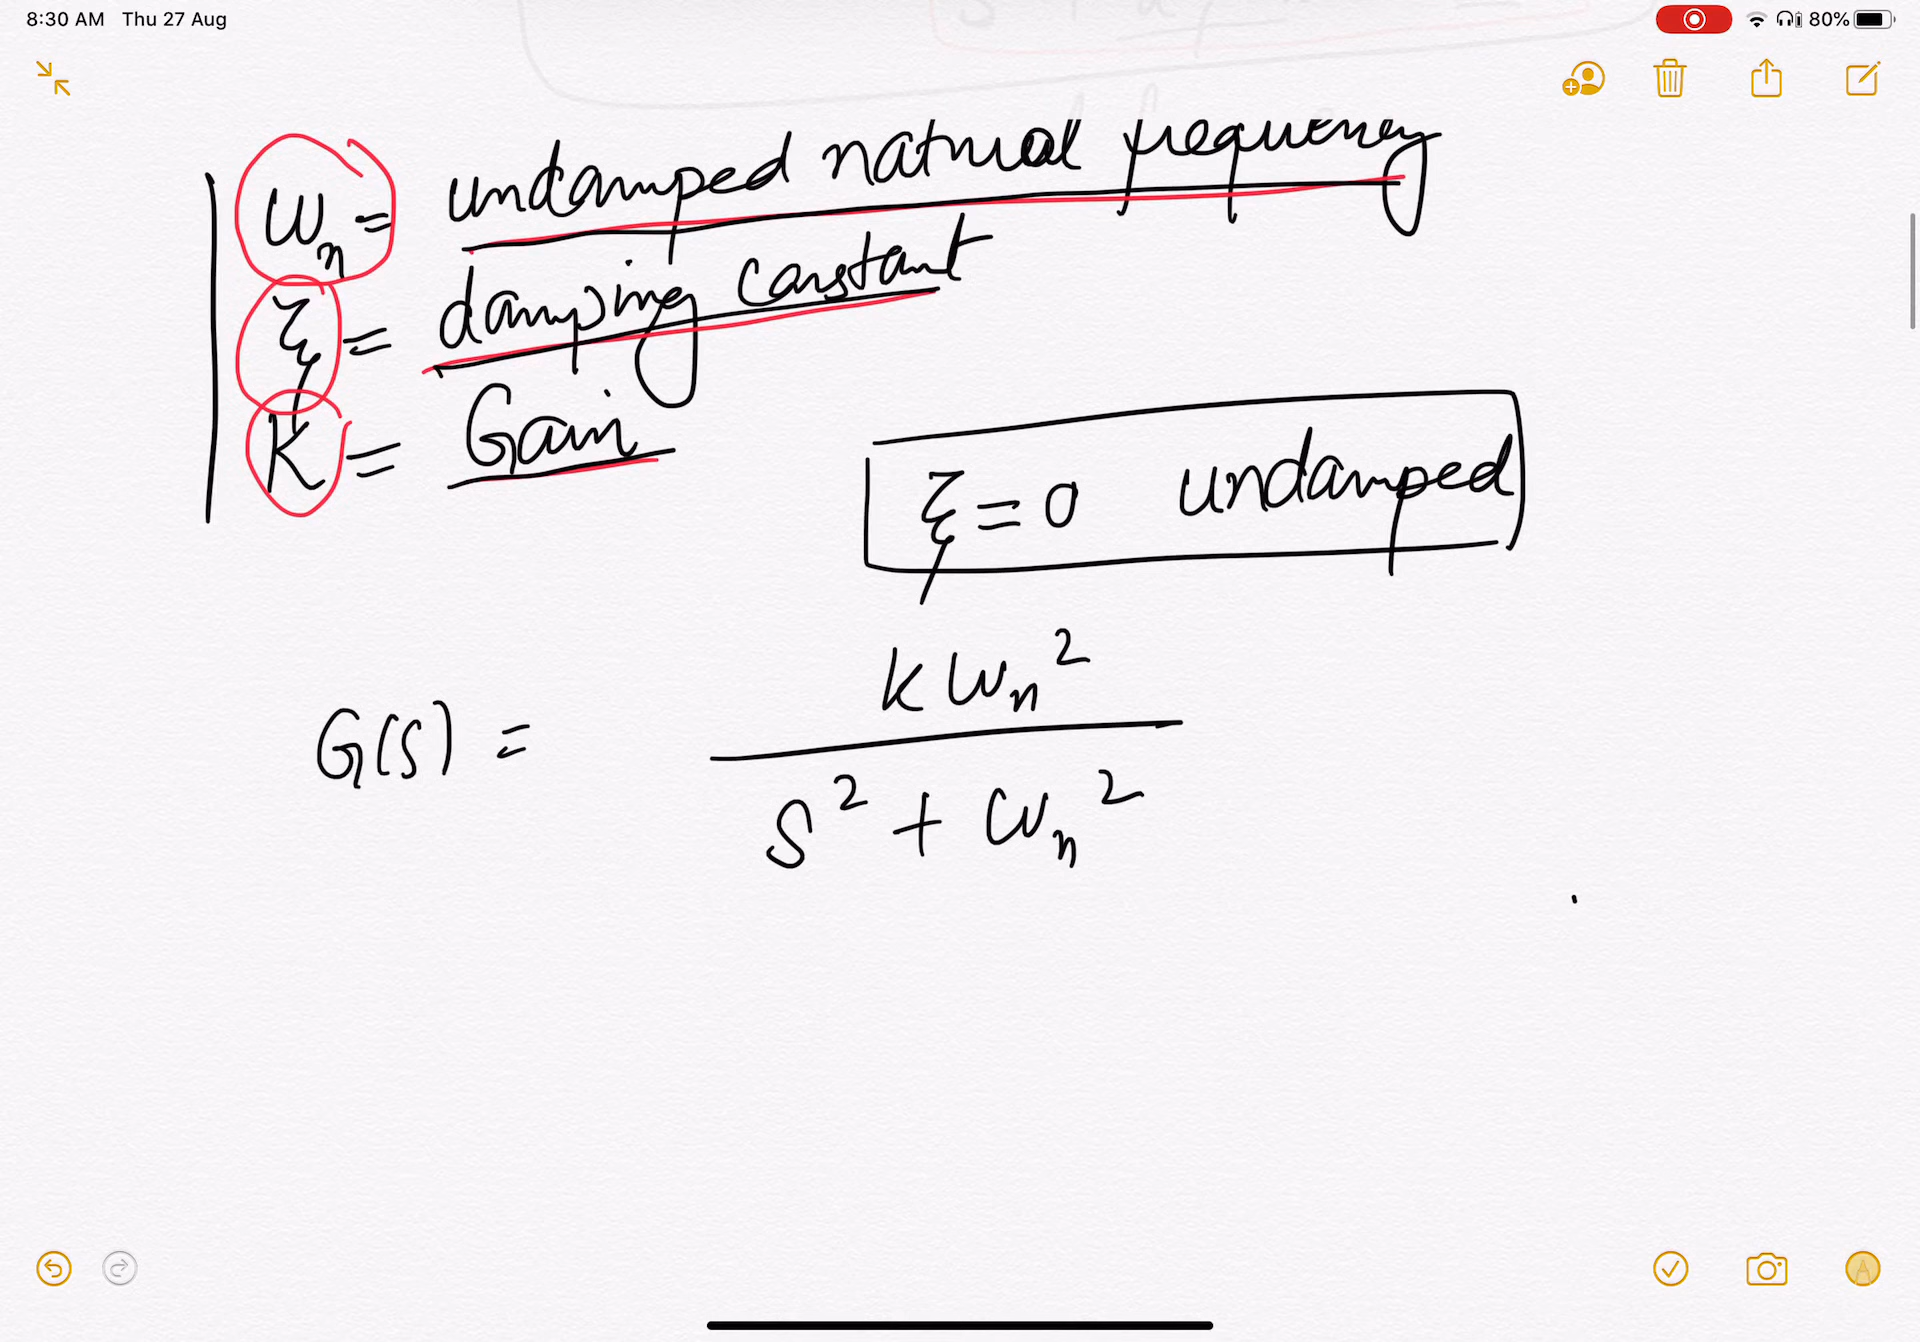 8:30 AM Thu 27 Aug 80%
ωn = undamped natural frequency
ξ = damping constant
K = Gain
ξ = 0 undamped
G(s) = kωn² / s² + ωn²